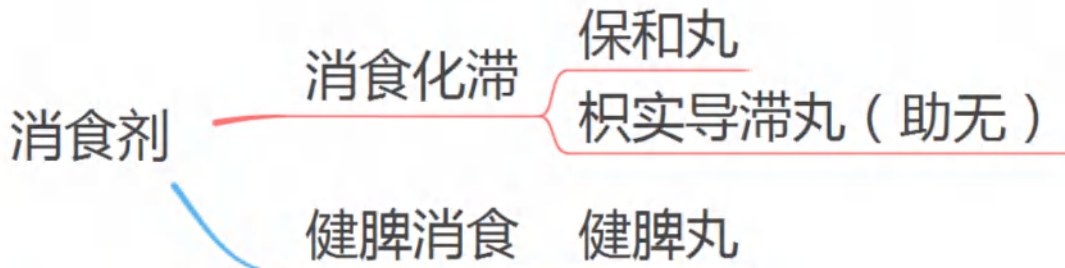 消食剂
消食化滞
保和丸
枳实导滞丸（助无）
健脾消食
健脾丸